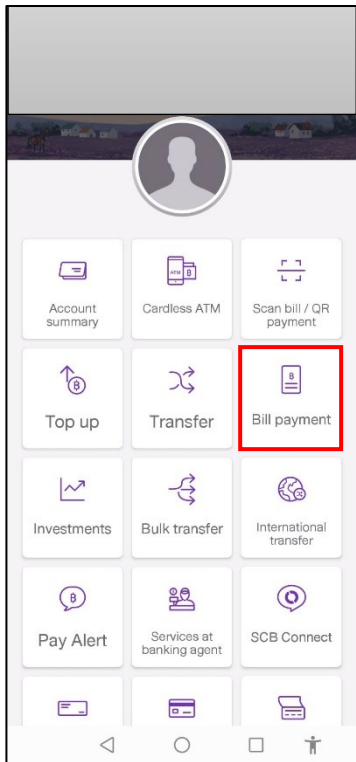 ATM
฿
฿
Account
summary
Cardless ATM
Scan bill / QR
payment
฿
฿
Top up
Transfer
Bill payment
Investments
Bulk transfer
International
transfer
฿
Pay Alert
Services at
banking agent
SCB Connect